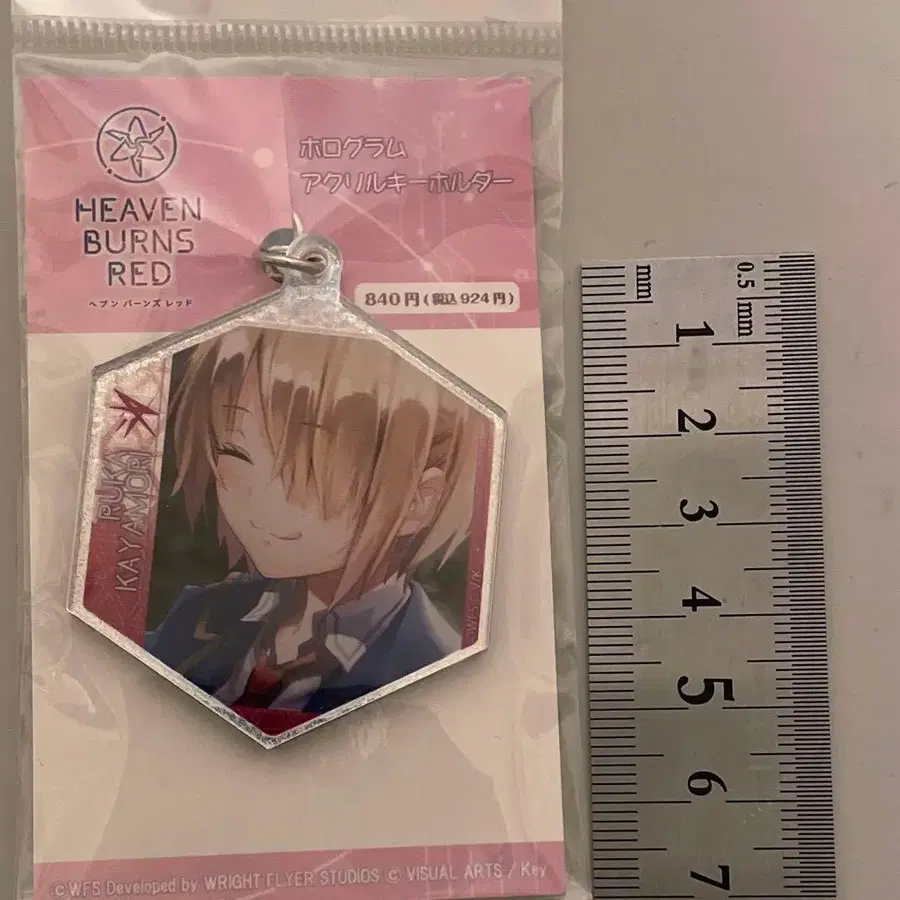 HEAVEN
BURNS
RED
ヘブンバーンズレッド
ホログラム
アクリルキーホルダー
840円(税込924円)
RUKA
KAYAMORI
©WFS Developed by WRIGHT FLYER STUDIOS © VISUAL ARTS / Key
mm
0.5 mm
1
2
3
4
5
6
7